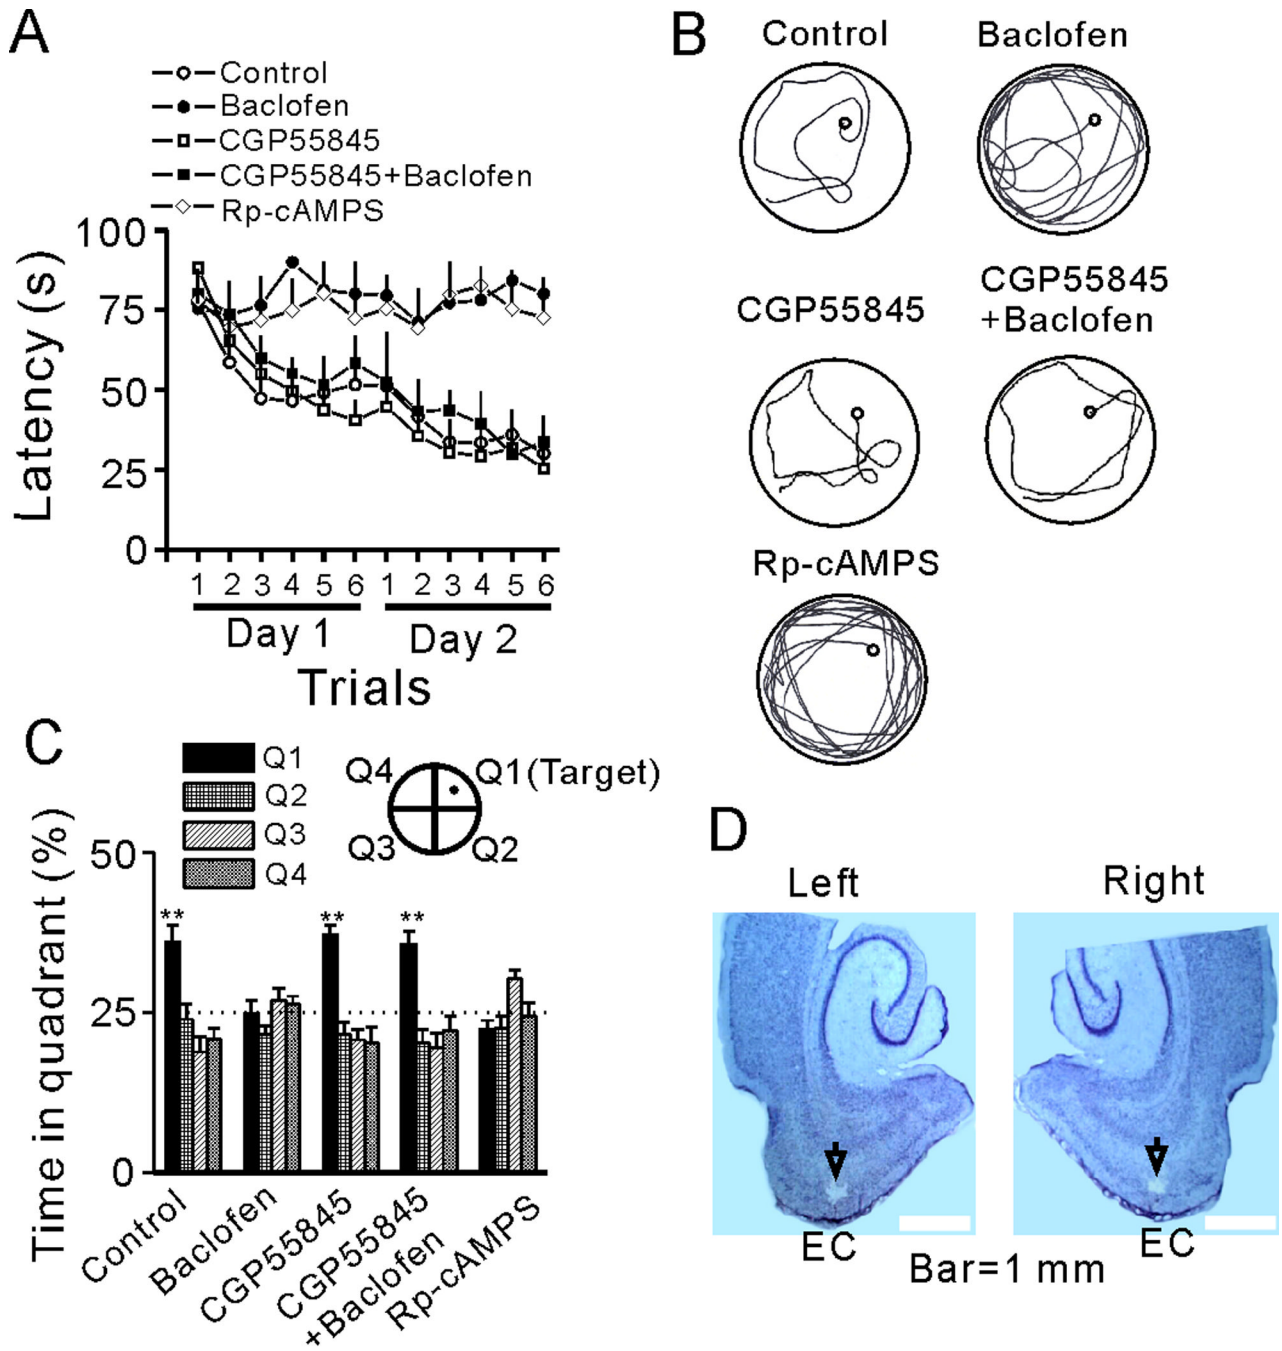 A
Control
Baclofen
CGP55845
CGP55845+Baclofen
Rp-cAMPS
Latency (s)
100
75
50
25
0
1 2 3 4 5 6 1 2 3 4 5 6
Day 1 Day 2
Trials
B
Control Baclofen
CGP55845
CGP55845
+Baclofen
Rp-cAMPS
C
Q1
Q2
Q3
Q4
Q4 Q1(Target)
Q3 Q2
Time in quadrant (%)
50
25
0
** ** **
Control
Baclofen
CGP55845
CGP55845
+Baclofen
Rp-cAMPS
D
Left Right
EC EC
Bar=1 mm